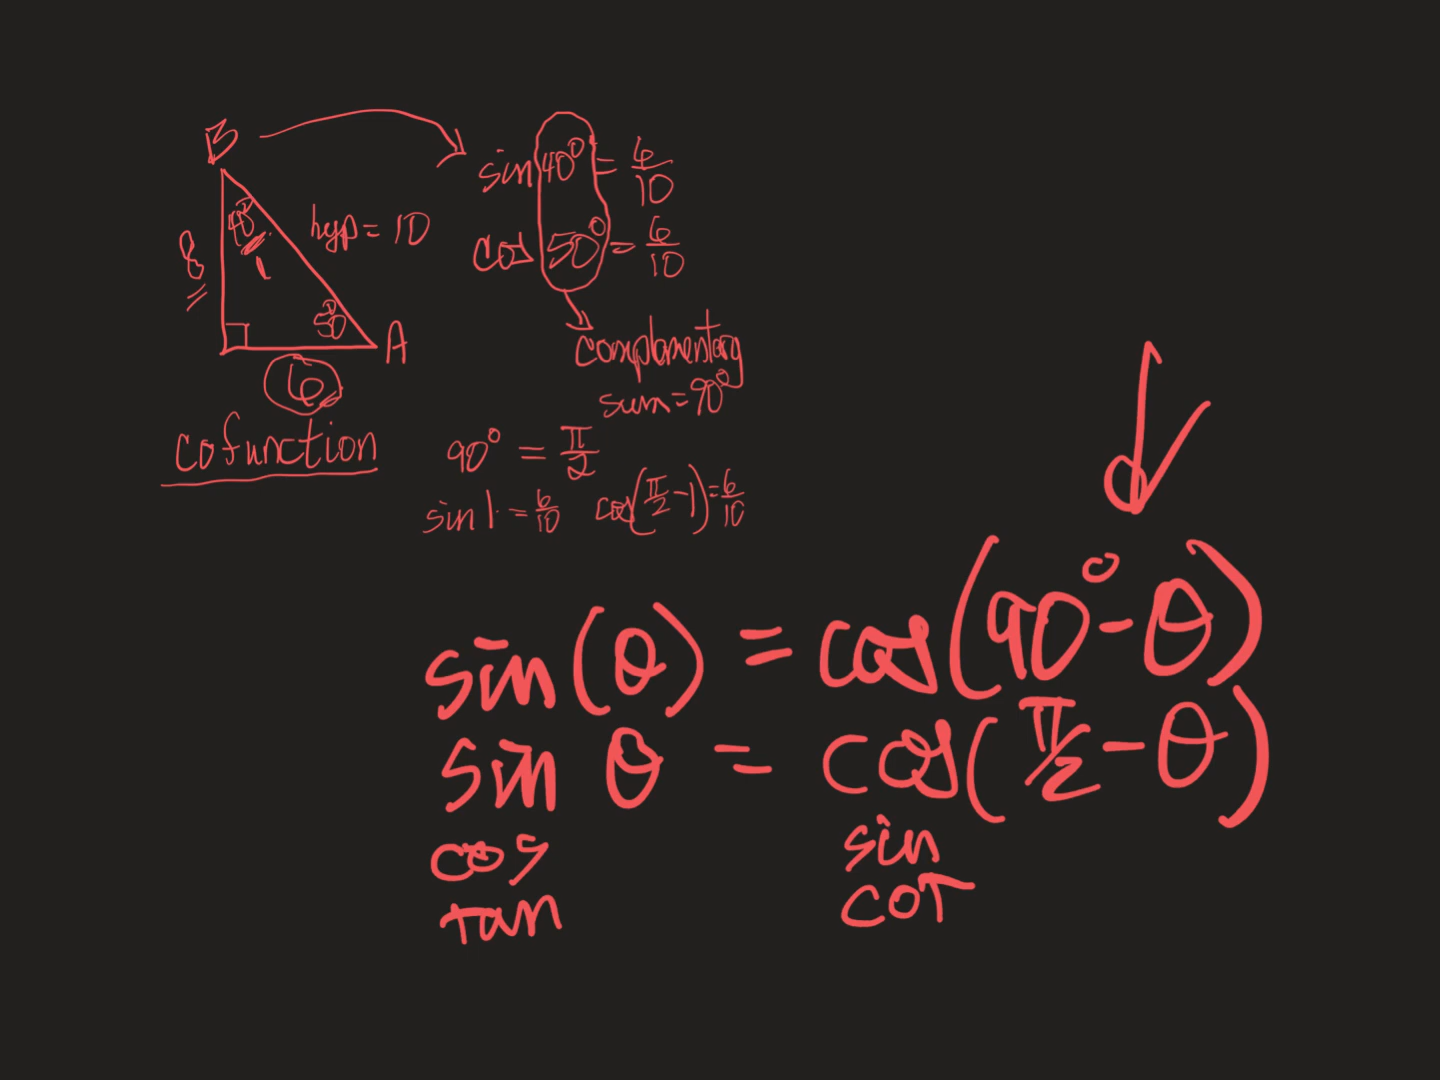 B
sin 40° = 6/10
hyp = 10
40°
8
1
cos 50° = 6/10
50°
A
complementary
sum = 90°
6
cofunction
90° = π/2
sin 1 = 6/10 cos(π/2 - 1) = 6/10
sin(θ) = cos(90° - θ)
sin θ = cos(π/2 - θ)
cos sin
tan cot